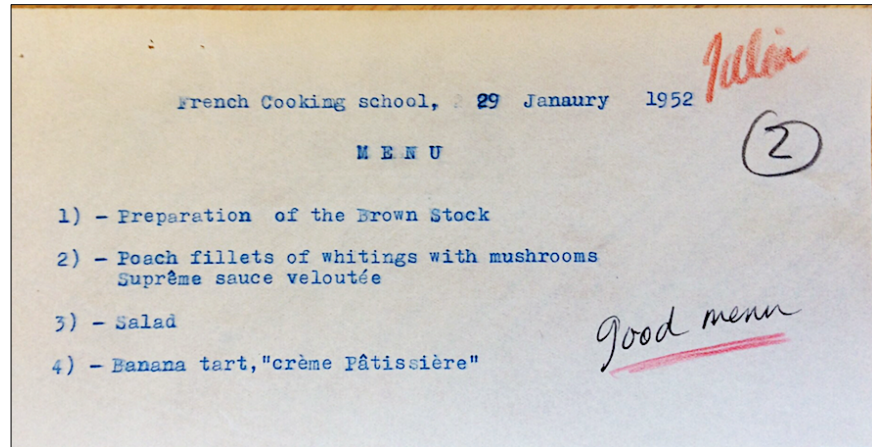 Julia
French Cooking school, 29 Janaury 1952
2
M E N U
1) - Preparation of the Brown Stock
2) - Poach fillets of whitings with mushrooms
Suprême sauce veloutée
3) - Salad
good menu
4) - Banana tart,"crème Pâtissière"